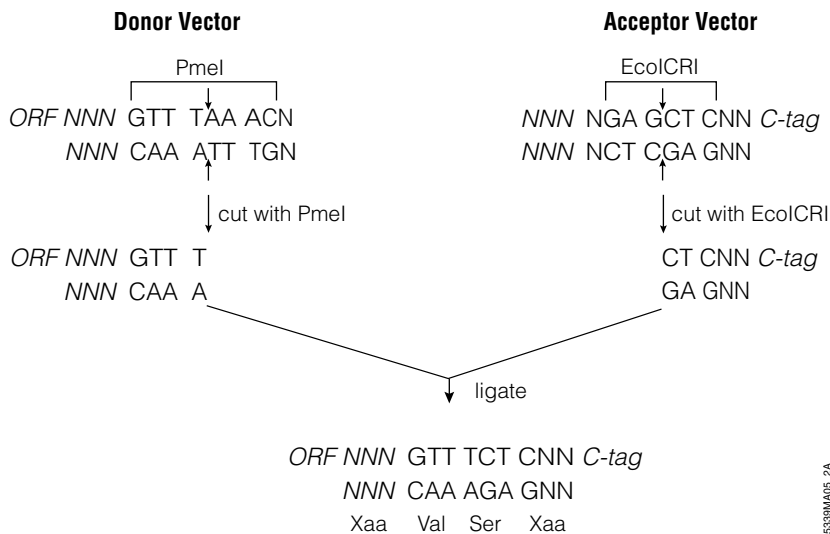 Donor Vector
Acceptor Vector
PmeI
EcoICRI
ORF NNN GTT TAA ACN
NNN CAA ATT TGN
NNN NGA GCT CNN C-tag
NNN NCT CGA GNN
cut with PmeI
cut with EcoICRI
ORF NNN GTT T
NNN CAA A
CT CNN C-tag
GA GNN
ligate
ORF NNN GTT TCT CNN C-tag
NNN CAA AGA GNN
Xaa Val Ser Xaa
5339MA05_2A